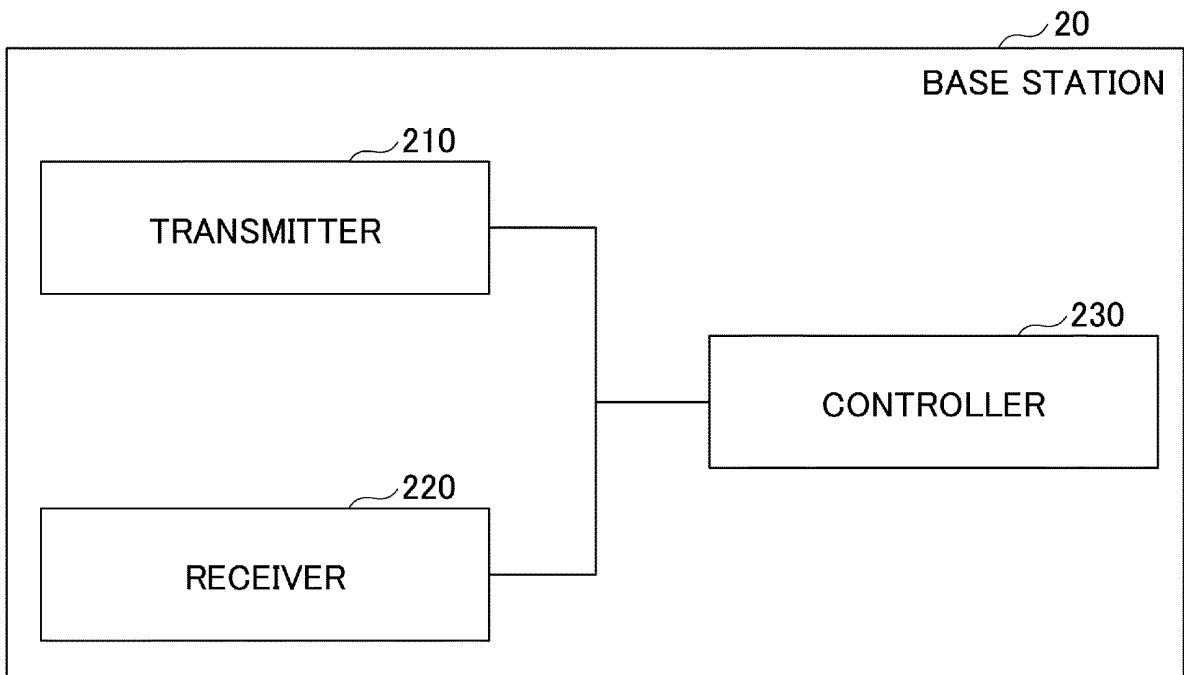 20
BASE STATION
210
TRANSMITTER
230
CONTROLLER
220
RECEIVER